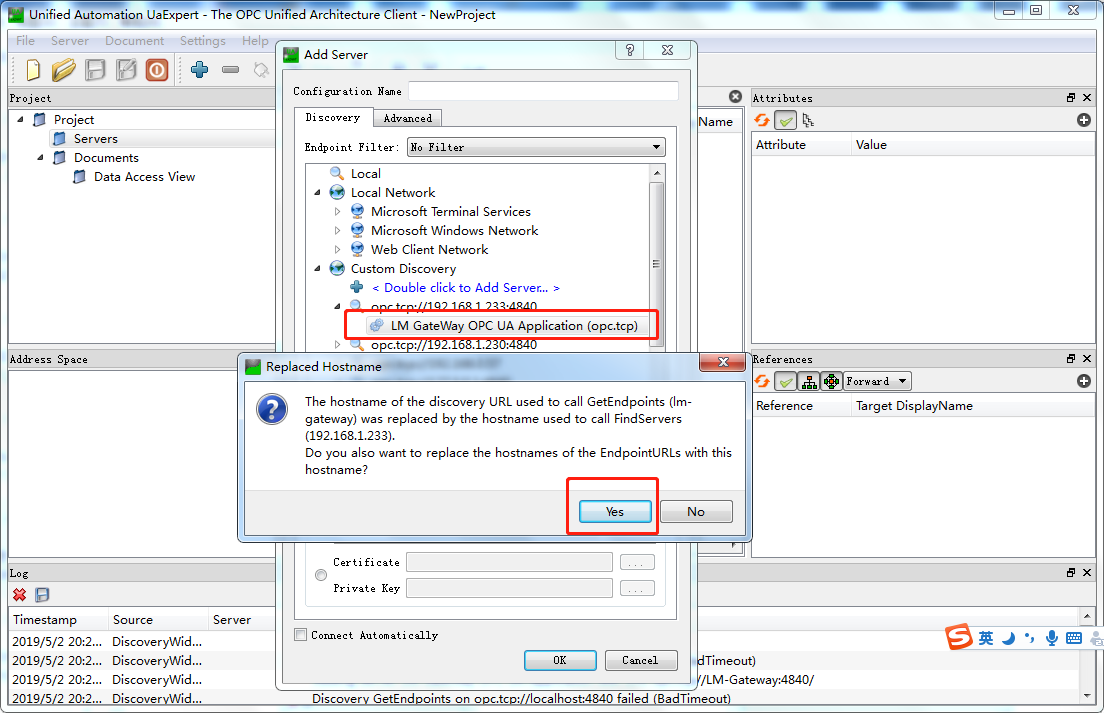 Unified Automation UaExpert - The OPC Unified Architecture Client - NewProject
File Server Document Settings Help
Project
Project
Servers
Documents
Data Access View
Address Space
Add Server
Configuration Name
Discovery Advanced
Endpoint Filter: No Filter
Local
Local Network
Microsoft Terminal Services
Microsoft Windows Network
Web Client Network
Custom Discovery
< Double click to Add Server... >
opc.tcp://192.168.1.233:4840
LM GateWay OPC UA Application (opc.tcp)
opc.tcp://192.168.1.230:4840
Name
Attributes
Attribute Value
Replaced Hostname
The hostname of the discovery URL used to call GetEndpoints (lm-
gateway) was replaced by the hostname used to call FindServers
(192.168.1.233).
Do you also want to replace the hostnames of the EndpointURLs with this
hostname?
Yes No
References
Forward
Reference Target DisplayName
Certificate ...
Private Key ...
Connect Automatically
OK Cancel
Log
Timestamp Source Server
2019/5/2 20:2... DiscoveryWid...
2019/5/2 20:2... DiscoveryWid... dTimeout)
2019/5/2 20:2... DiscoveryWid... //LM-Gateway:4840/
2019/5/2 20:2... DiscoveryWid... Discovery GetEndpoints on opc.tcp://localhost:4840 failed (BadTimeout)
英